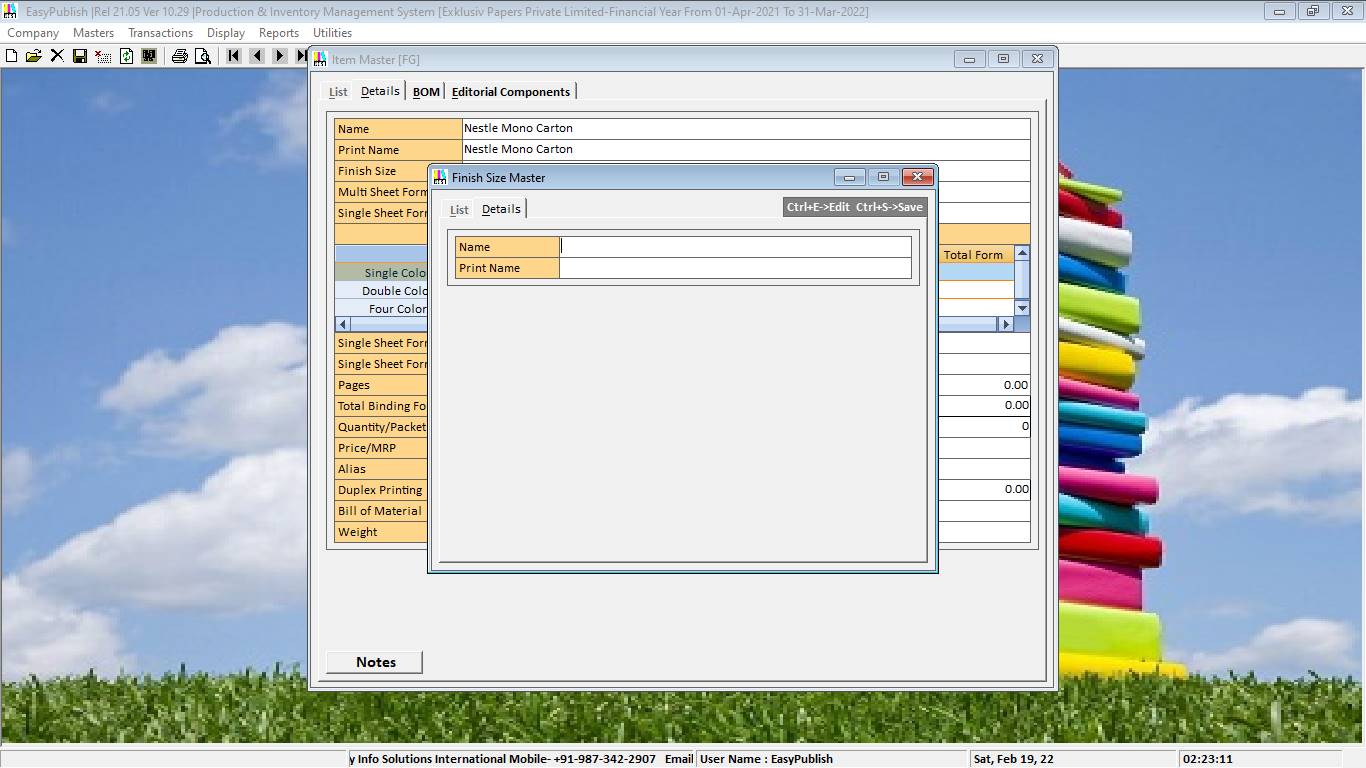 EasyPublish |Rel 21.05 Ver 10.29 |Production & Inventory Management System [Exklusiv Papers Private Limited-Financial Year From 01-Apr-2021 To 31-Mar-2022]
Company Masters Transactions Display Reports Utilities
Item Master [FG]
List Details BOM Editorial Components
Name Nestle Mono Carton
Print Name Nestle Mono Carton
Finish Size
Multi Sheet Form
Single Sheet For
Total Form
Single Colo
Double Colo
Four Color
Single Sheet For
Single Sheet For
Pages 0.00
Total Binding Fo 0.00
Quantity/Packet 0
Price/MRP
Alias
Duplex Printing 0.00
Bill of Material
Weight
Notes
Finish Size Master
List Details Ctrl+E->Edit Ctrl+S->Save
Name
Print Name
y Info Solutions International Mobile- +91-987-342-2907 Email User Name : EasyPublish Sat, Feb 19, 22 02:23:11